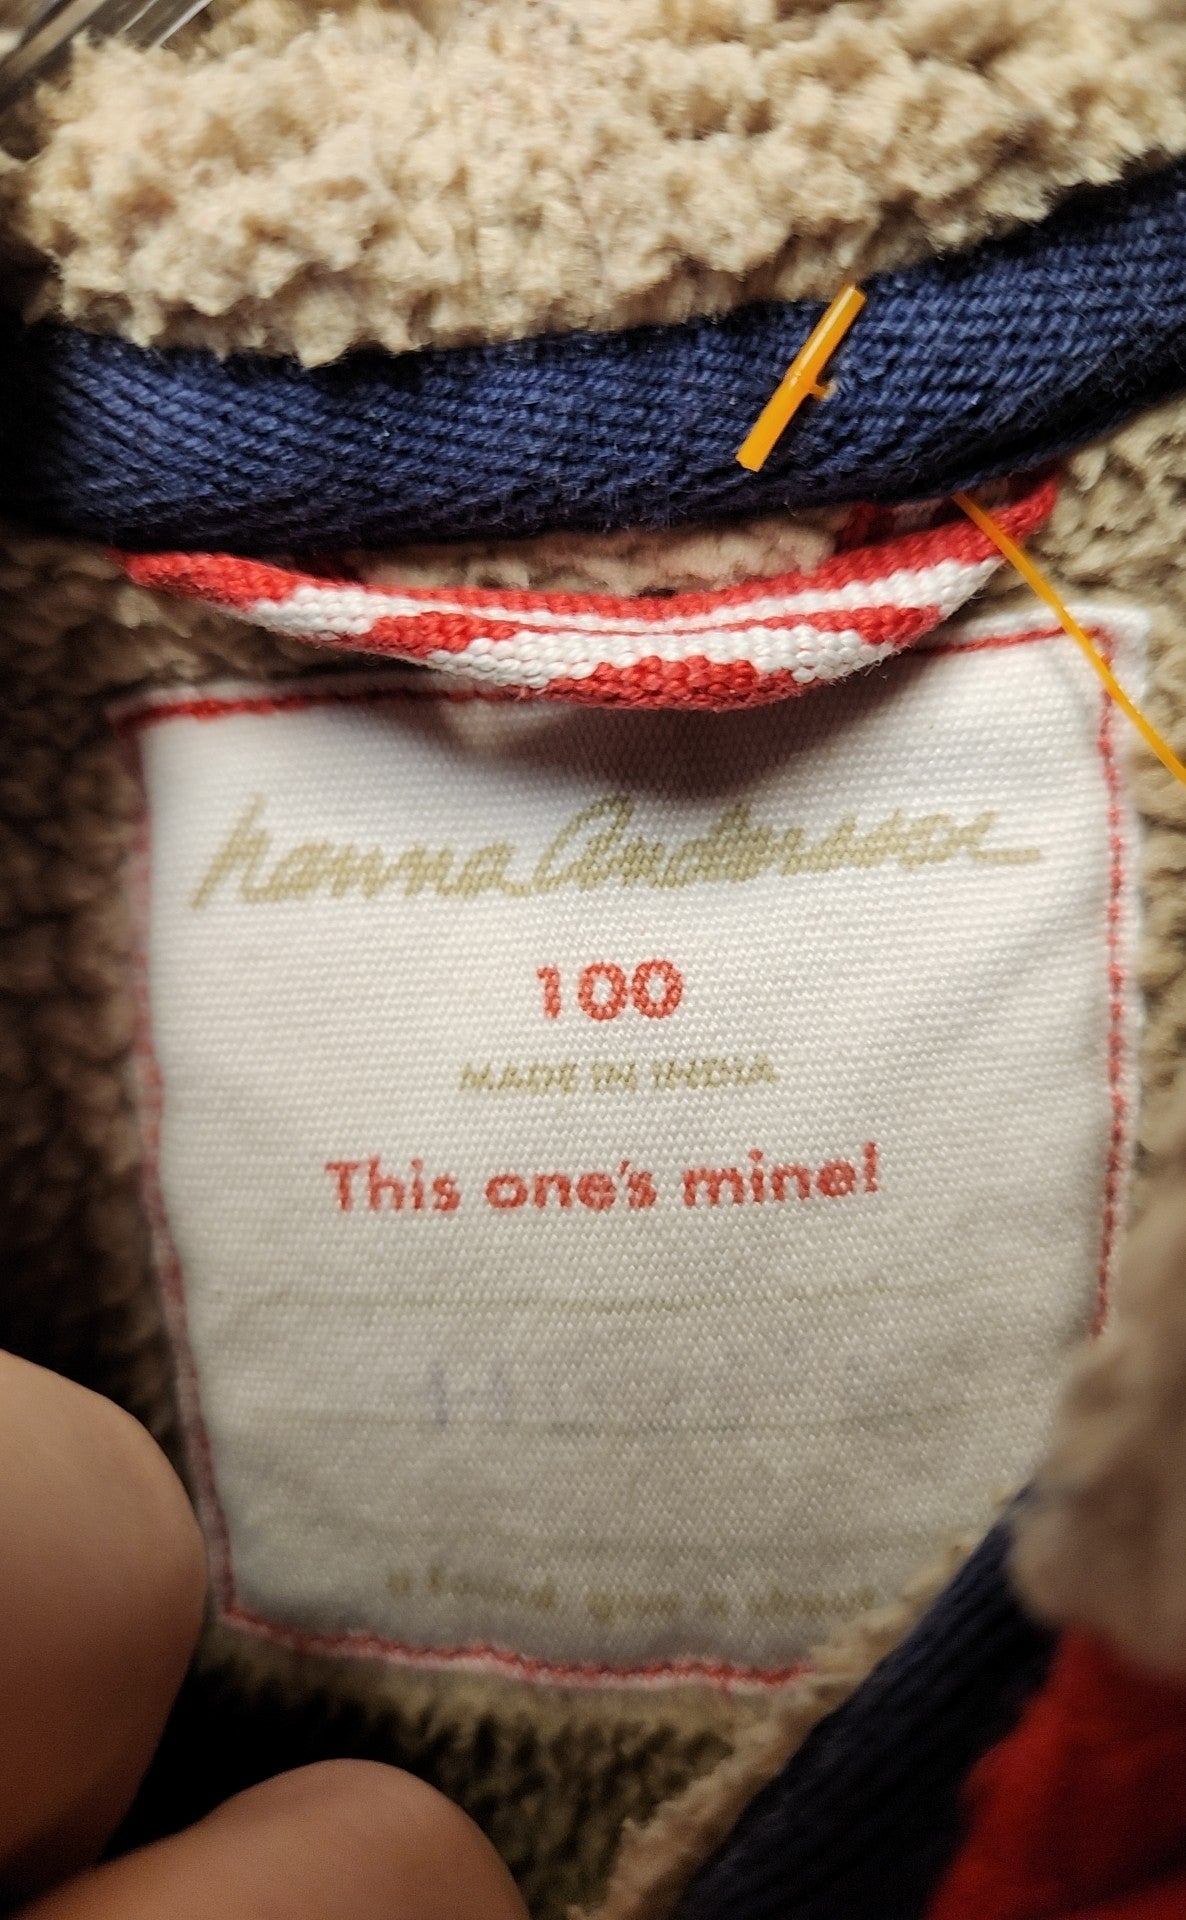 hanna Andersson
100
MADE IN INDIA
This one's mine!